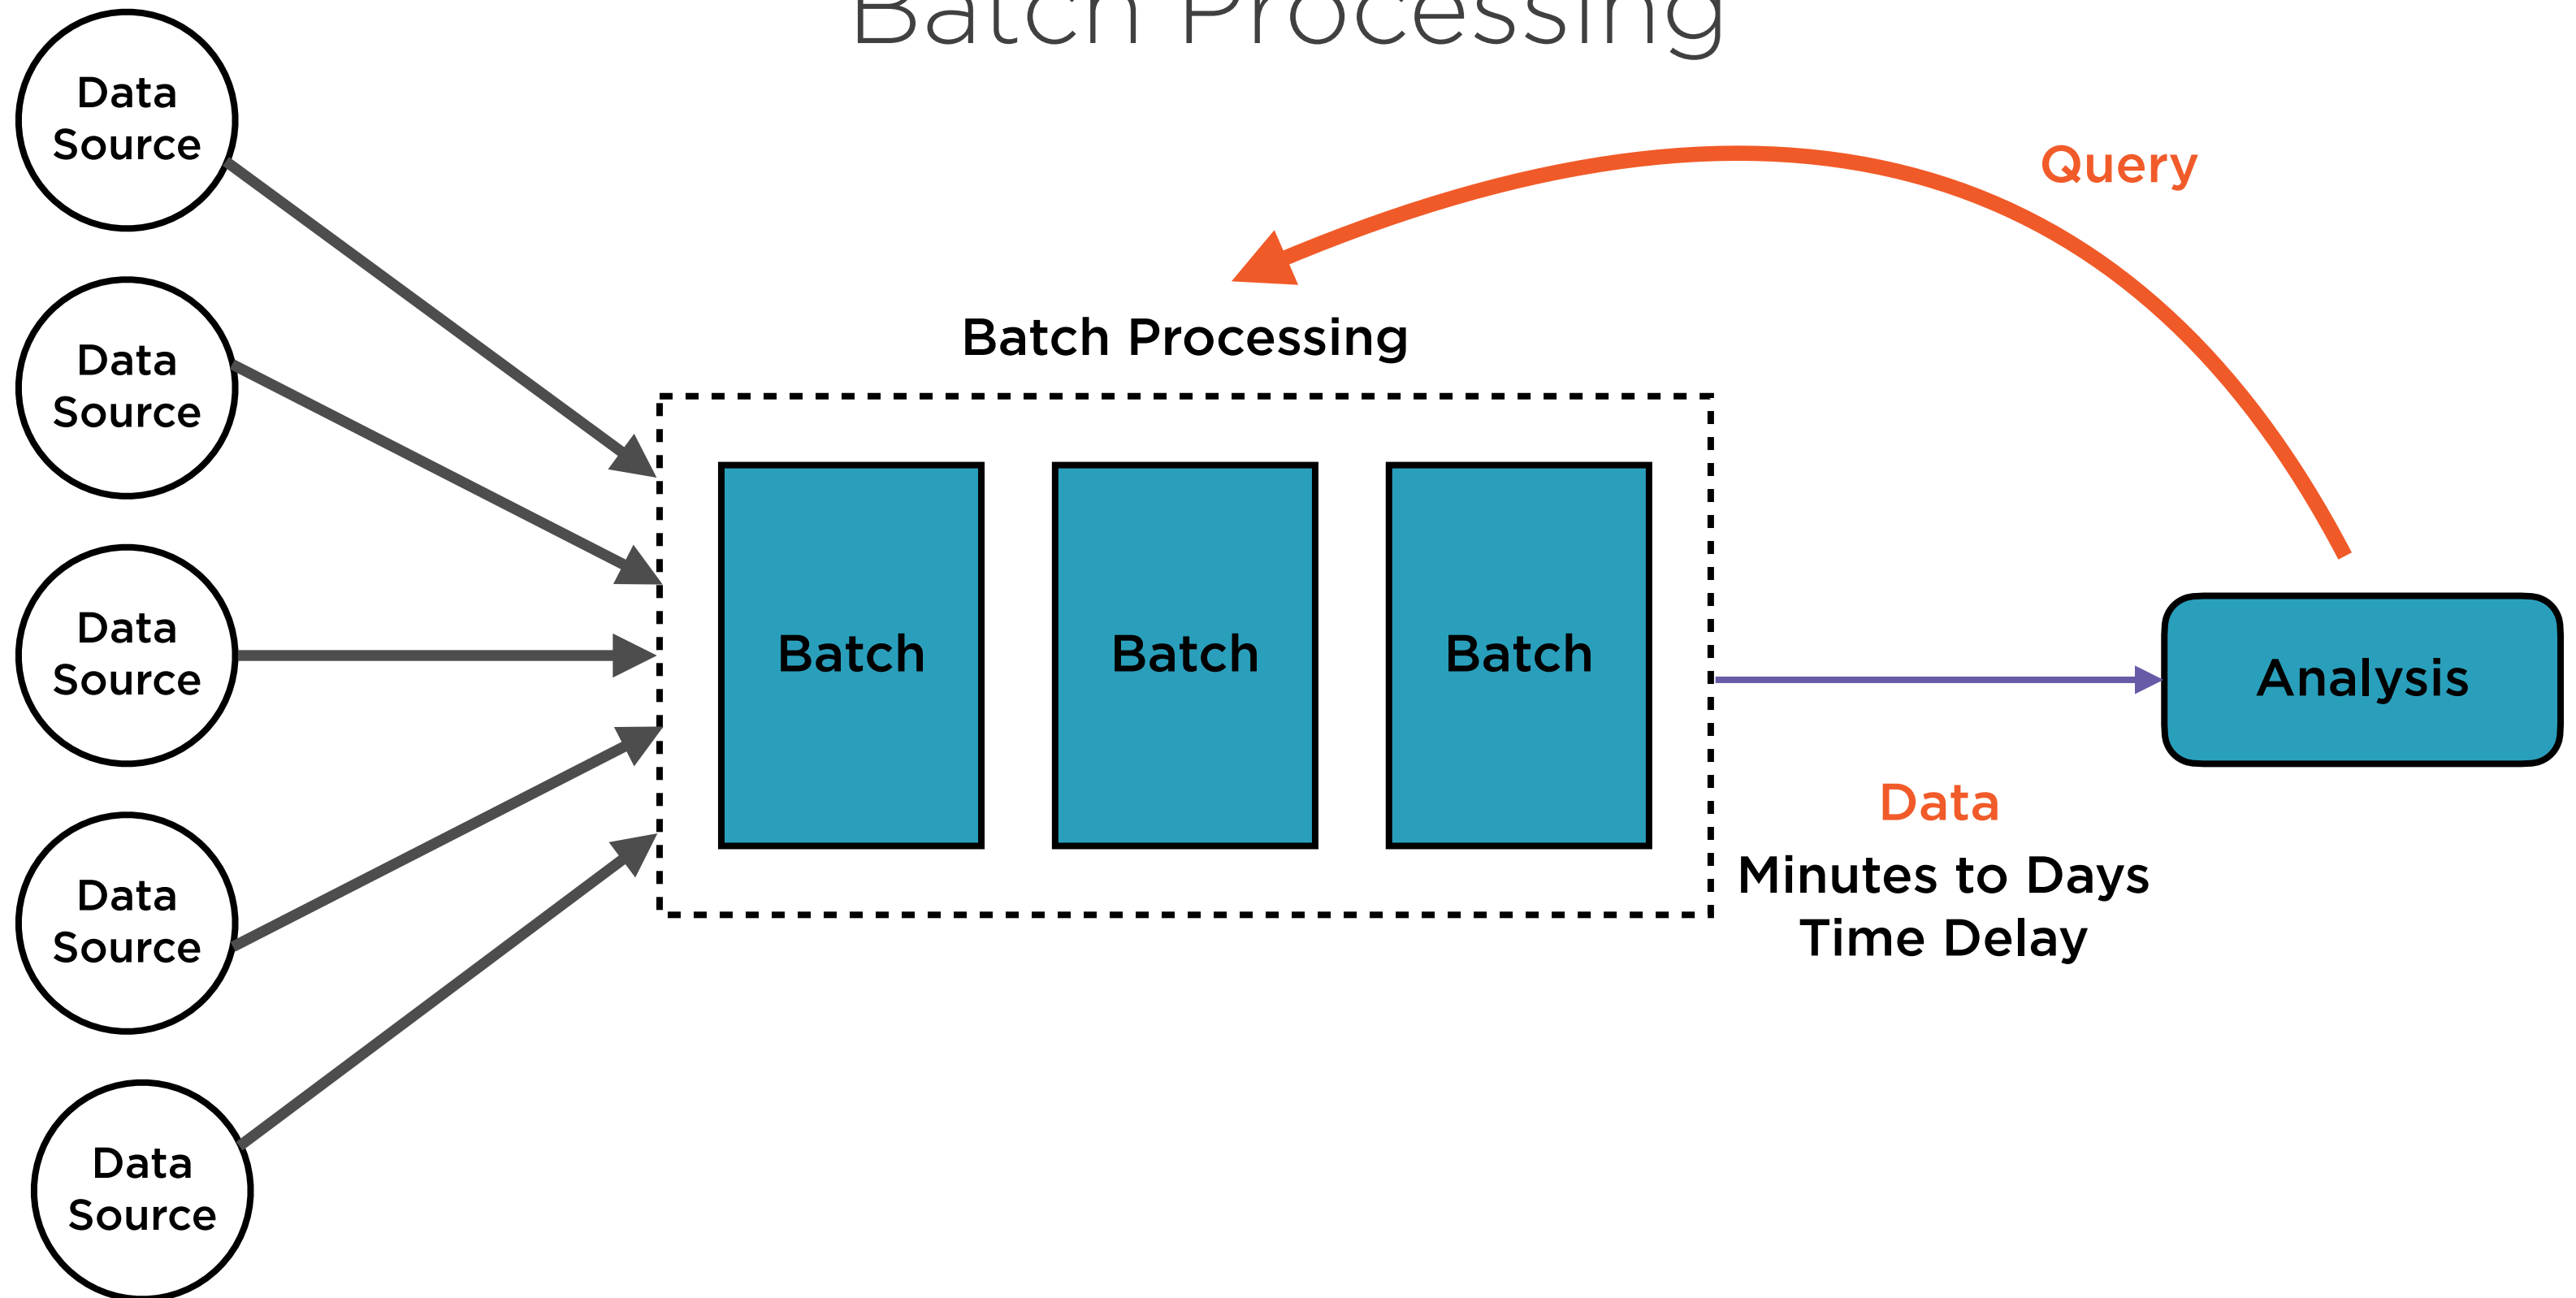 Batch Processing
Data
Source
Data
Source
Data
Source
Data
Source
Data
Source
Query
Batch Processing
Batch
Batch
Batch
Analysis
Data
Minutes to Days
Time Delay